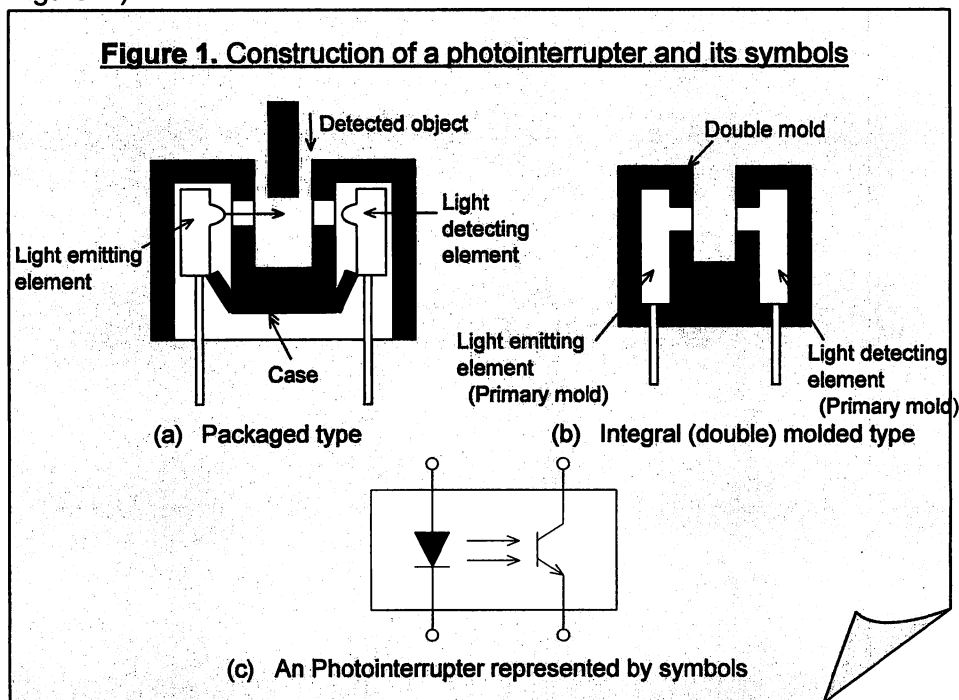 Figure 1. Construction of a photointerrupter and its symbols
Detected object
Light
detecting
element
Light emitting
element
Case
(a) Packaged type
Double mold
Light emitting
element
(Primary mold)
Light detecting
element
(Primary mold)
(b) Integral (double) molded type
(c) An Photointerrupter represented by symbols